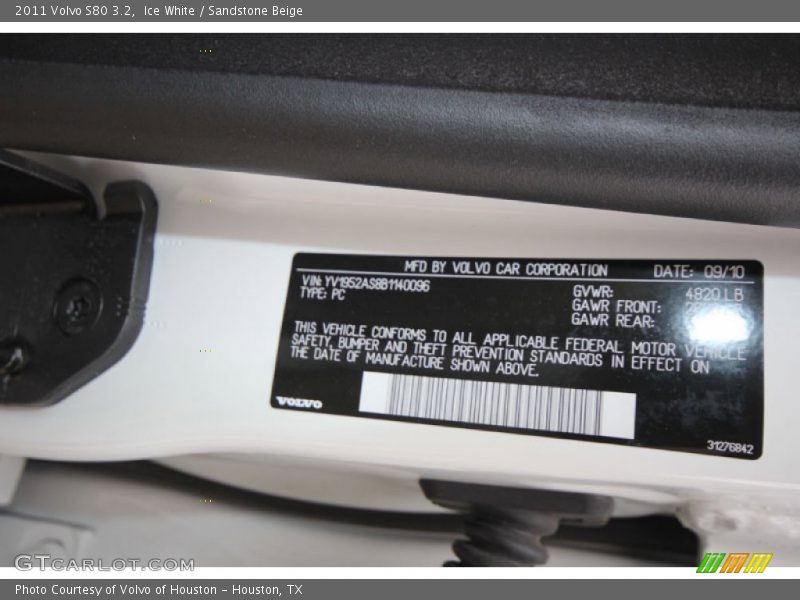 2011 Volvo S80 3.2, Ice White / Sandstone Beige
MFD BY VOLVO CAR CORPORATION DATE: 09/10
VIN: YV1952AS8B1140096
TYPE: PC
GVWR: 4820 LB
GAWR FRONT:
GAWR REAR:
THIS VEHICLE CONFORMS TO ALL APPLICABLE FEDERAL MOTOR VEHICLE
SAFETY, BUMPER AND THEFT PREVENTION STANDARDS IN EFFECT ON
THE DATE OF MANUFACTURE SHOWN ABOVE.
VOLVO
31276842
GTCARLOT.COM
Photo Courtesy of Volvo of Houston - Houston, TX